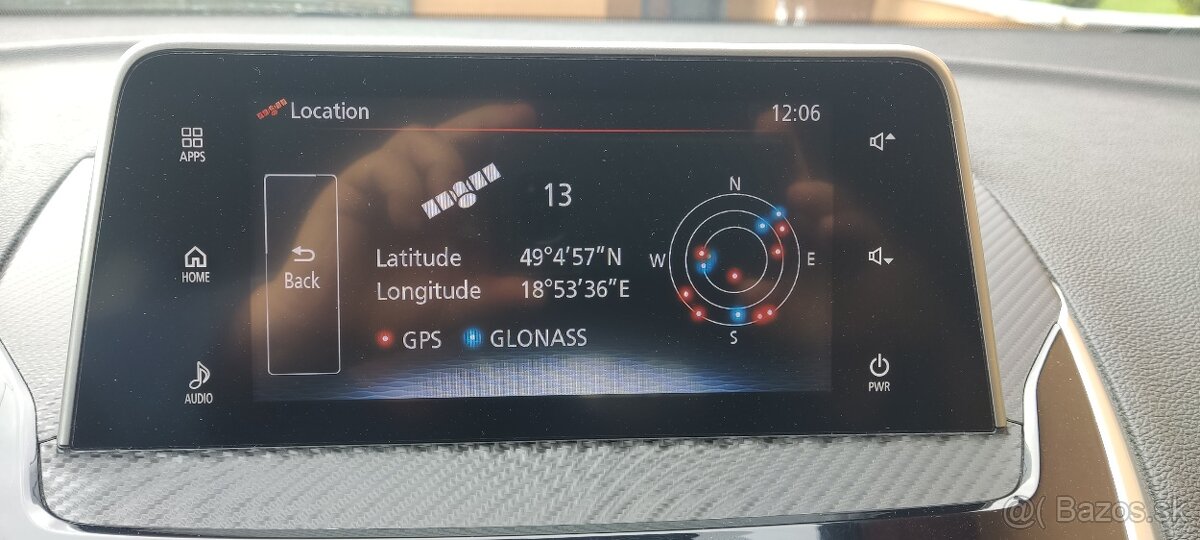 Location
12:06
APPS
13
N
Latitude 49°4'57"N
W
E
HOME
Back
Longitude 18°53'36"E
GPS GLONASS
S
AUDIO
PWR
@( Bazos.sk